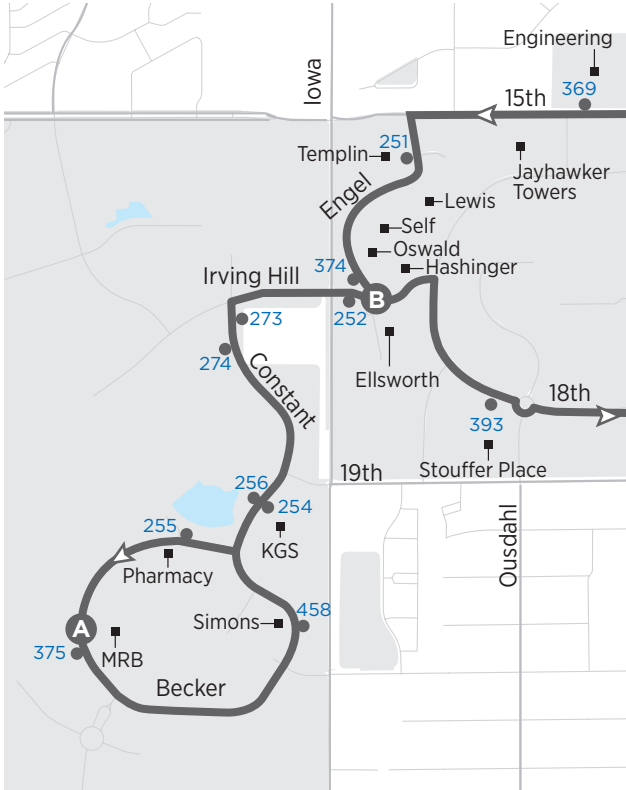 Engineering
Iowa
369
15th
251
Templin
Jayhawker
Towers
Engel
Lewis
Self
Oswald
374
Hashinger
Irving Hill
B
252
273
274
Constant
Ellsworth
18th
393
Stouffer Place
19th
256
254
255
KGS
Ousdahl
Pharmacy
458
Simons
A
375
MRB
Becker